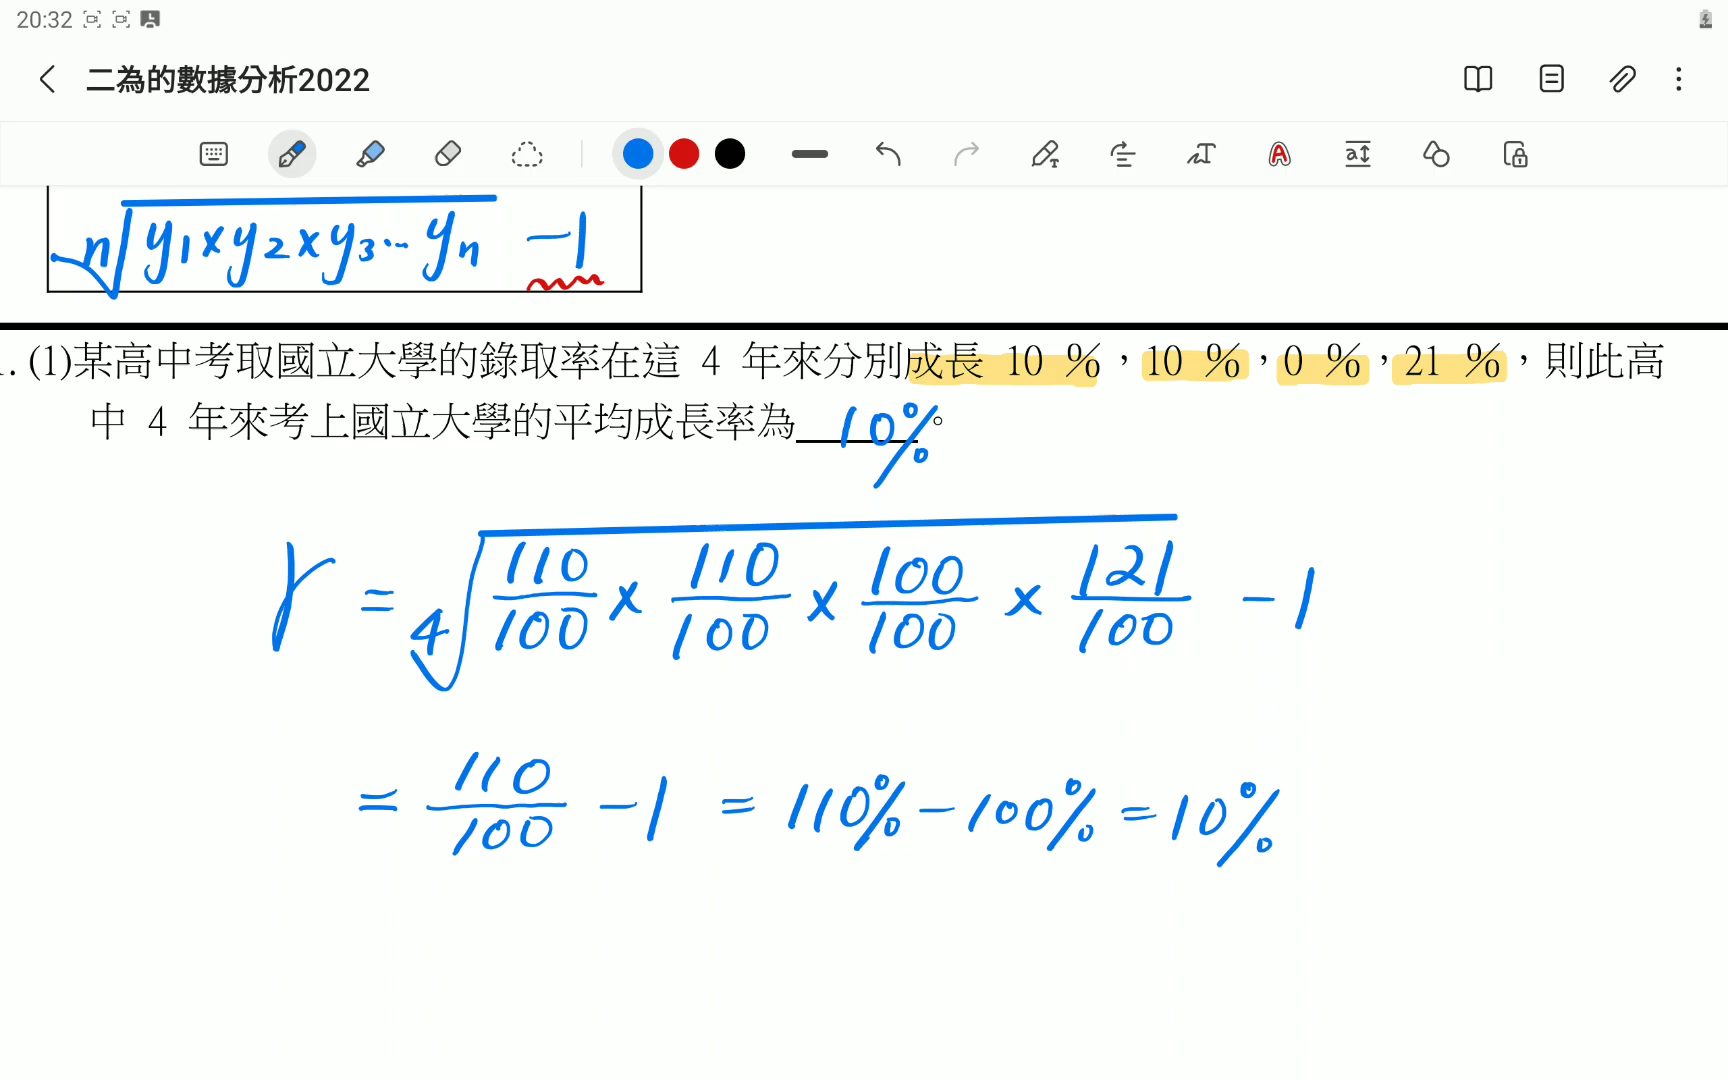 20:32
二為的數據分析2022
n√y1×y2×y3…yn -1
1. (1)某高中考取國立大學的錄取率在這 4 年來分別成長 10 %，10 %，0 %，21 %，則此高
中 4 年來考上國立大學的平均成長率為 10% 。
r = 4√110/100 × 110/100 × 100/100 × 121/100 -1
= 110/100 -1 = 110% - 100% = 10%